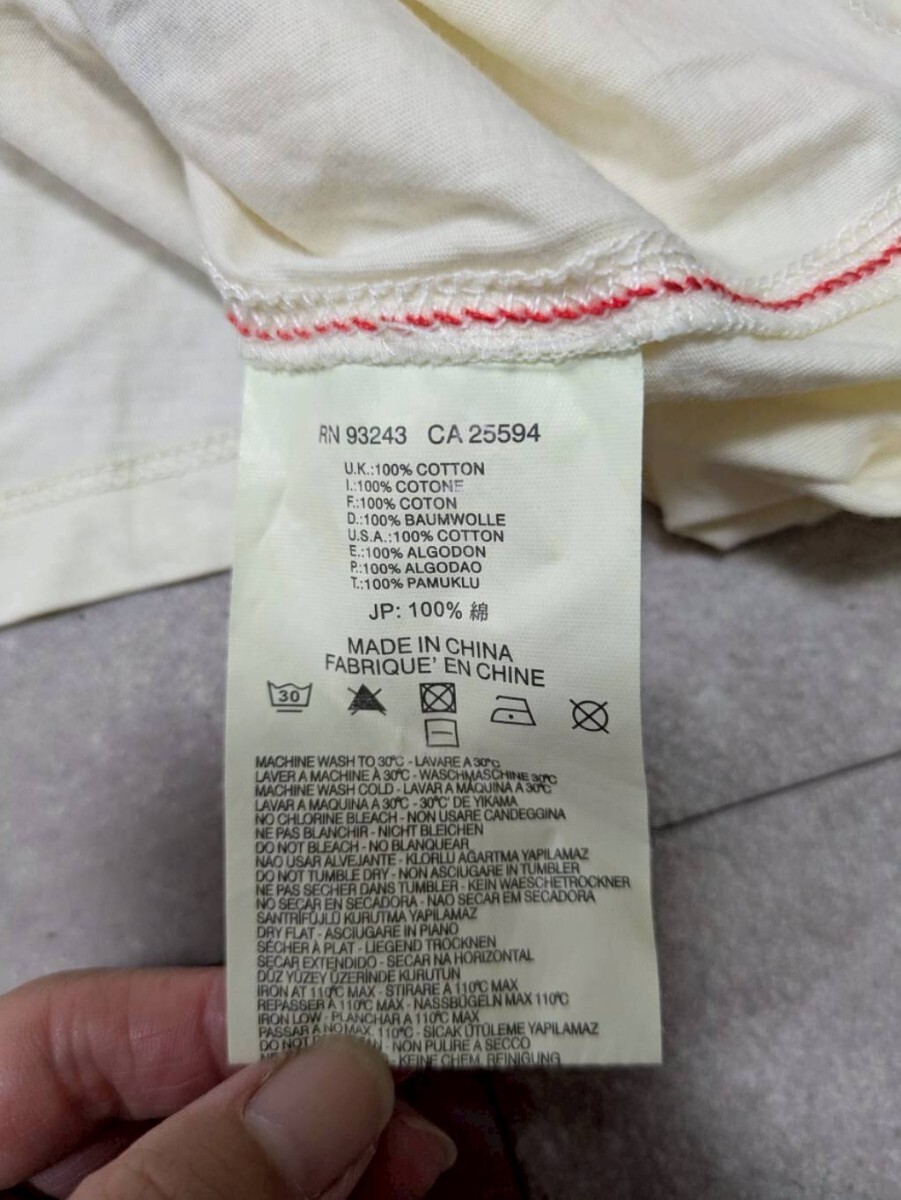 RN 93243 CA 25594
U.K.:100% COTTON
I.:100% COTONE
F.:100% COTON
D.:100% BAUMWOLLE
U.S.A.:100% COTTON
E.:100% ALGODON
P.:100% ALGODAO
T.:100% PAMUKLU
JP: 100% 綿
MADE IN CHINA
FABRIQUE' EN CHINE
30
MACHINE WASH TO 30°C - LAVARE A 30°C
LAVER A MACHINE À 30°C - WASCHMASCHINE 30°C
MACHINE WASH COLD - LAVAR A MÁQUINA A 30°C
LAVAR A MAQUINA A 30°C - 30°C' DE YIKAMA
NO CHLORINE BLEACH - NON USARE CANDEGGINA
NE PAS BLANCHIR - NICHT BLEICHEN
DO NOT BLEACH - NO BLANQUEAR
NÃO USAR ALVEJANTE - KLORLU AĞARTMA YAPILAMAZ
DO NOT TUMBLE DRY - NON ASCIUGARE IN TUMBLER
NE PAS SECHER DANS TUMBLER - KEIN WAESCHETROCKNER
NO SECAR EN SECADORA - NAO SECAR EM SECADORA
SANTRİFÜJLÜ KURUTMA YAPILAMAZ
DRY FLAT - ASCIUGARE IN PIANO
SÉCHER À PLAT - LIEGEND TROCKNEN
SECAR EXTENDIDO - SECAR NA HORIZONTAL
DÜZ YÜZEY ÜZERİNDE KURUTUN
IRON AT 110°C MAX - STIRARE A 110°C MAX
REPASSER À 110°C MAX - NASSBÜGELN MAX 110°C
IRON LOW - PLANCHAR A 110°C MAX
PASSAR A NO MAX. 110°C - SICAK ÜTÜLEME YAPILAMAZ
DO NOT - NON PULIRE A SECCO
- KEINE CHEM. REINIGUNG